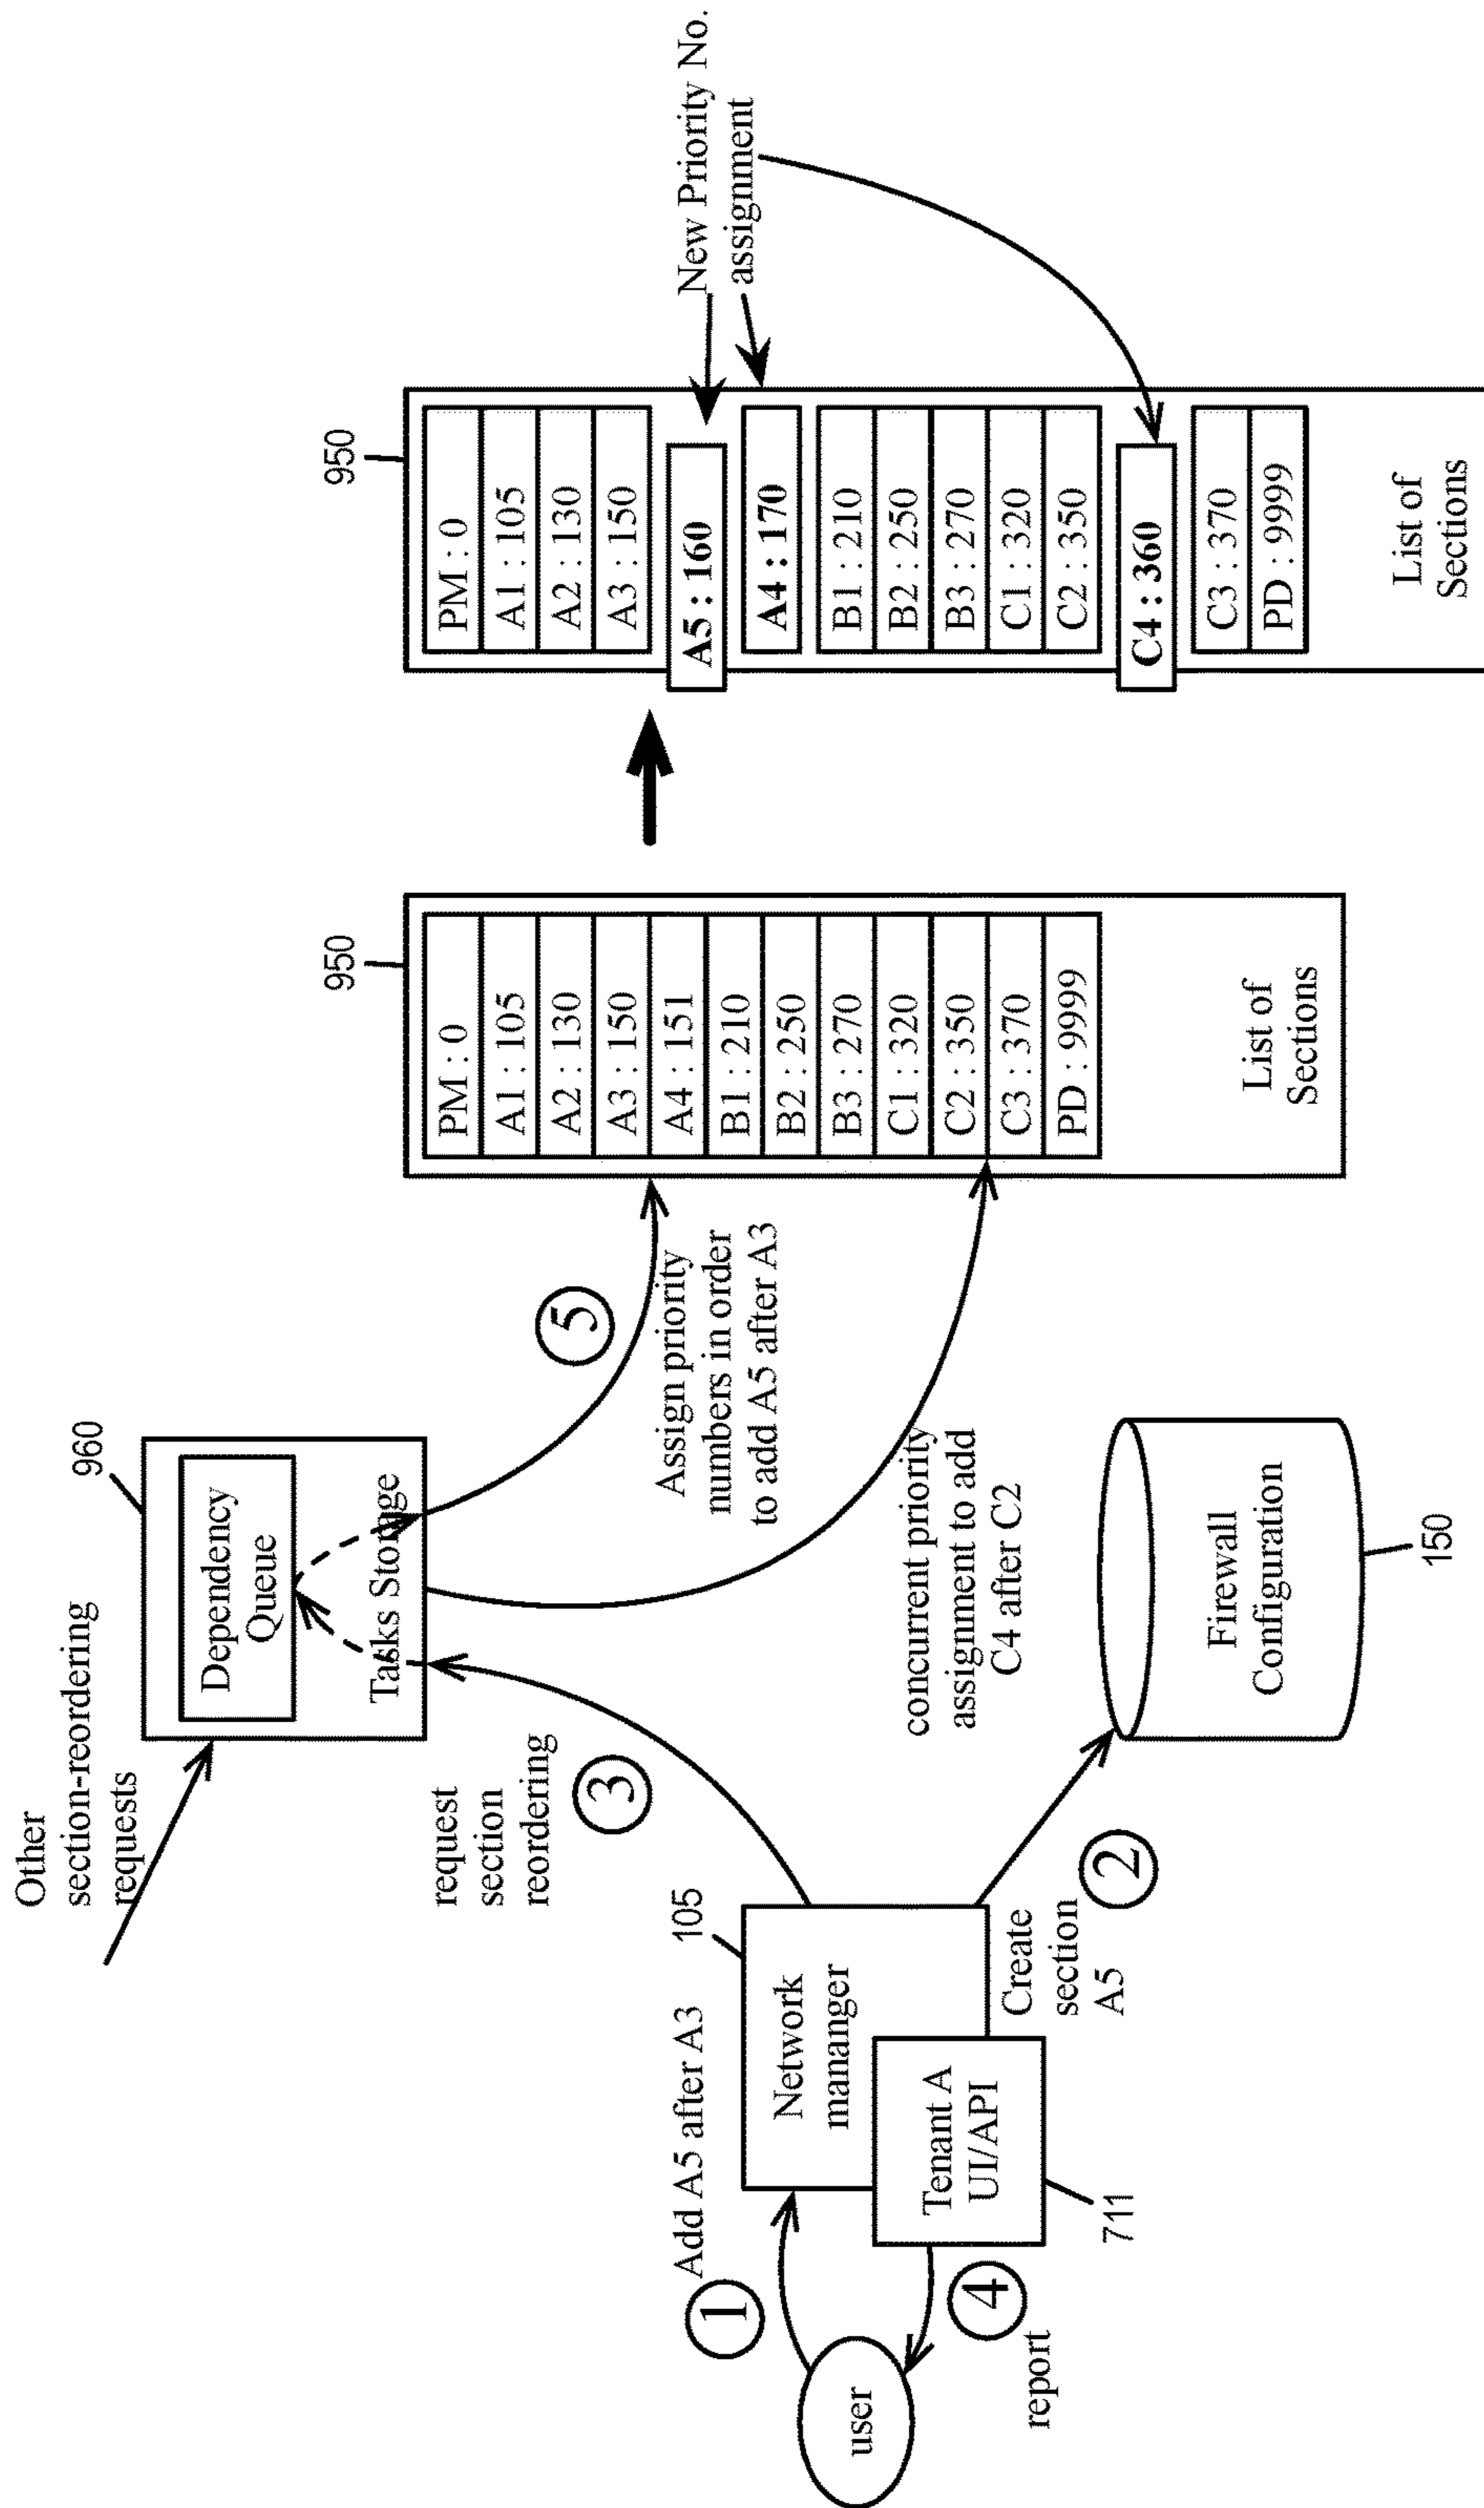 Other
section-reordering
requests
960
Dependency
Queue
Tasks Storage
request
section
reordering
3
5
Assign priority
numbers in order
to add A5 after A3
concurrent priority
assignment to add
C4 after C2
1
Add A5 after A3
105
Network
mananger
Tenant A
UI/API
711
user
4
report
Create
section
A5
2
Firewall
Configuration
150
950
PM : 0
A1 : 105
A2 : 130
A3 : 150
A4 : 151
B1 : 210
B2 : 250
B3 : 270
C1 : 320
C2 : 350
C3 : 370
PD : 9999
List of
Sections
950
PM : 0
A1 : 105
A2 : 130
A3 : 150
A5 : 160
A4 : 170
B1 : 210
B2 : 250
B3 : 270
C1 : 320
C2 : 350
C4 : 360
C3 : 370
PD : 9999
List of
Sections
New Priority No.
assignment